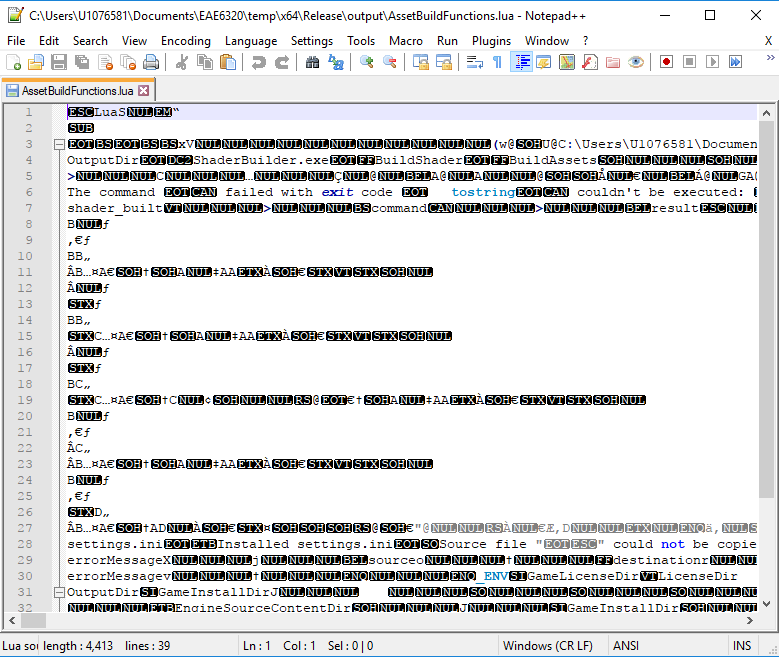 C:\Users\U1076581\Documents\EAE6320\temp\x64\Release\output\AssetBuildFunctions.lua - Notepad++
File Edit Search View Encoding Language Settings Tools Macro Run Plugins Window ? X
AssetBuildFunctions.lua
1 ESCLuaSNULEM“
2 SUB
3 EOTBSEOTBSBSxVNULNULNULNULNULNULNULNULNULNULNUL(w@SOHU@C:\Users\U1076581\Documen
4 OutputDirEOTDC2ShaderBuilder.exeEOTFFBuildShaderEOTFFBuildAssetsSOHNULNULNULSOHNUL
5 >NULNULNULCNULNULNUL…NULNULNULÇNUL@NULBELA@NULANULNUL@SOHSOHÅNUL€NULBELÁ@NULGA
6 The command EOTCAN failed with exit code EOT tostringEOTCAN couldn't be executed:
7 shader_builtVTNULNULNUL>NULNULNULBScommandCANNULNULNUL>NULNULNULBELresultESCNUL
8 BNULƒ
9 ,€ƒ
10 BB„
11 ÂB…¤A€SOH†SOHANUL‡AAETXÀSOH€STXVTSTXSOHNUL
12 ÂNULƒ
13 STXƒ
14 BB„
15 STXC…¤A€SOH†SOHANUL‡AAETXÀSOH€STXVTSTXSOHNUL
16 ÂNULƒ
17 STXƒ
18 BC„
19 STXC…¤A€SOH†CNUL¢SOHNULNULRS@EOT€†SOHANUL‡AAETXÀSOH€STXVTSTXSOHNUL
20 BNULƒ
21 ,€ƒ
22 ÂC„
23 ÂB…¤A€SOH†SOHANUL‡AAETXÀSOH€STXVTSTXSOHNUL
24 BNULƒ
25 ,€ƒ
26 STXD„
27 ÂB…¤A€SOH†ADNULÀSOH€STX¤SOHSOHSOHRS@SOH€"@NULNULRSÀNUL€Æ,DNULNULETXNULENQä,NUL
28 settings.iniEOTETBInstalled settings.iniEOTSOSource file "EOTESC" could not be copie
29 errorMessageXNULNULNULjNULNULNULBELsourceoNULNULNUL†NULNULNULFFdestinationrNULNUL
30 errorMessagevNULNULNUL†NULNULNULENQNULNULNULENQ_ENVSIGameLicenseDirVTLicenseDir
31 OutputDirSIGameInstallDirJNULNULNUL NULNULNULSONULNULNULSONULNULNULSONULNULNUL
32 NULNULNULETBEngineSourceContentDirSOHNULNULNULJNULNULNULSIGameInstallDirSOHNULNUL
Lua sou length : 4,413 lines : 39 Ln : 1 Col : 1 Sel : 0 | 0 Windows (CR LF) ANSI INS